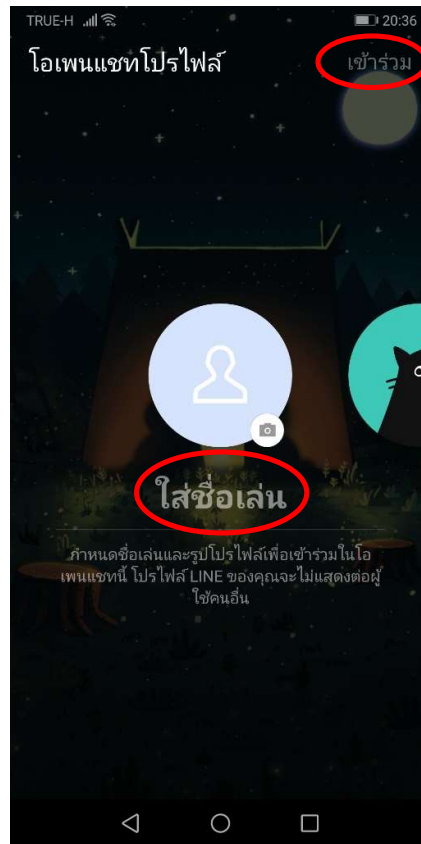 TRUE-H 20:36
โอเพนแชทโปรไฟล์ เข้าร่วม
ใส่ชื่อเล่น
กำหนดชื่อเล่นและรูปโปรไฟล์เพื่อเข้าร่วมในโอ
เพนแชทนี้ โปรไฟล์ LINE ของคุณจะไม่แสดงต่อผู้
ใช้คนอื่น